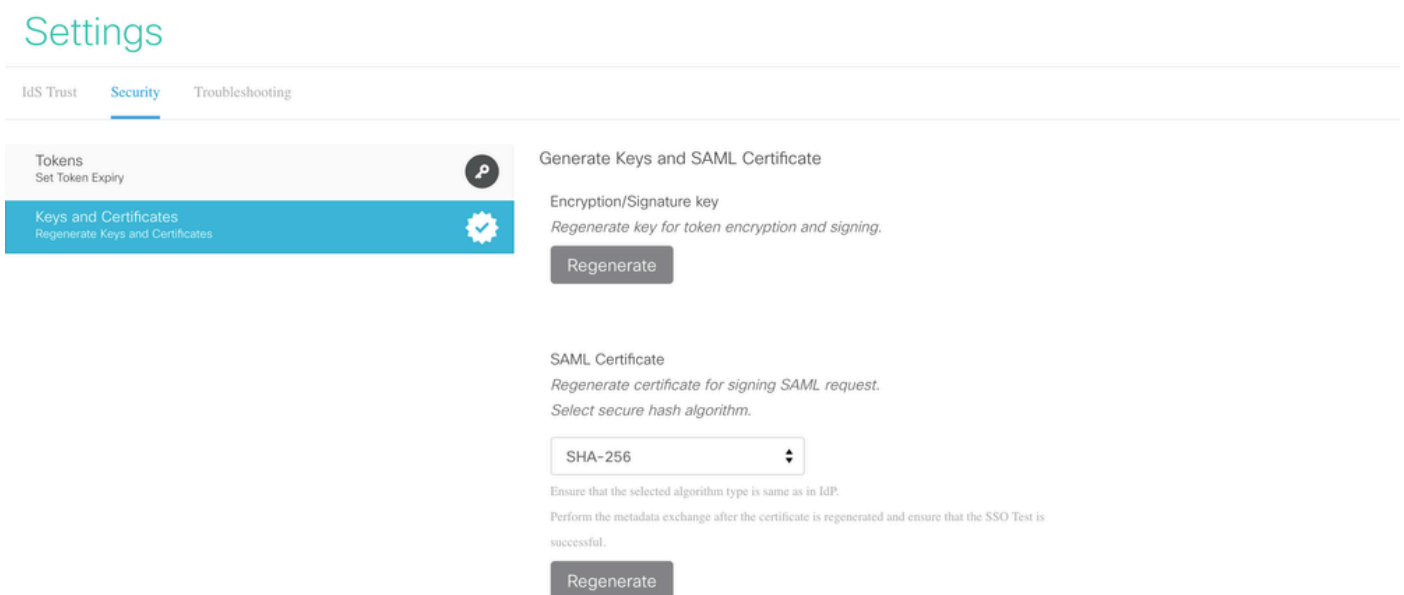 Settings
IdS Trust Security Troubleshooting
Tokens
Set Token Expiry
Keys and Certificates
Regenerate Keys and Certificates
Generate Keys and SAML Certificate
Encryption/Signature key
Regenerate key for token encryption and signing.
Regenerate
SAML Certificate
Regenerate certificate for signing SAML request.
Select secure hash algorithm.
SHA-256
Ensure that the selected algorithm type is same as in IdP.
Perform the metadata exchange after the certificate is regenerated and ensure that the SSO Test is
successful.
Regenerate